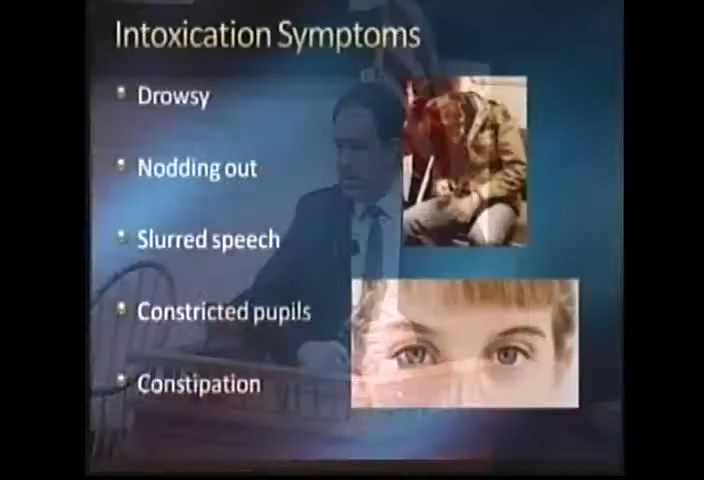 Intoxication Symptoms
Drowsy
Nodding out
Slurred speech
Constricted pupils
Constipation